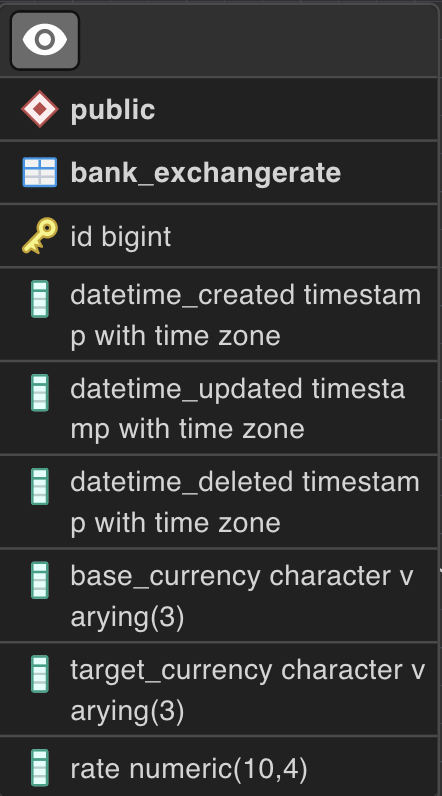 public
bank_exchangerate
id bigint
datetime_created timestam
p with time zone
datetime_updated timesta
mp with time zone
datetime_deleted timestam
p with time zone
base_currency character v
arying(3)
target_currency character v
arying(3)
rate numeric(10,4)